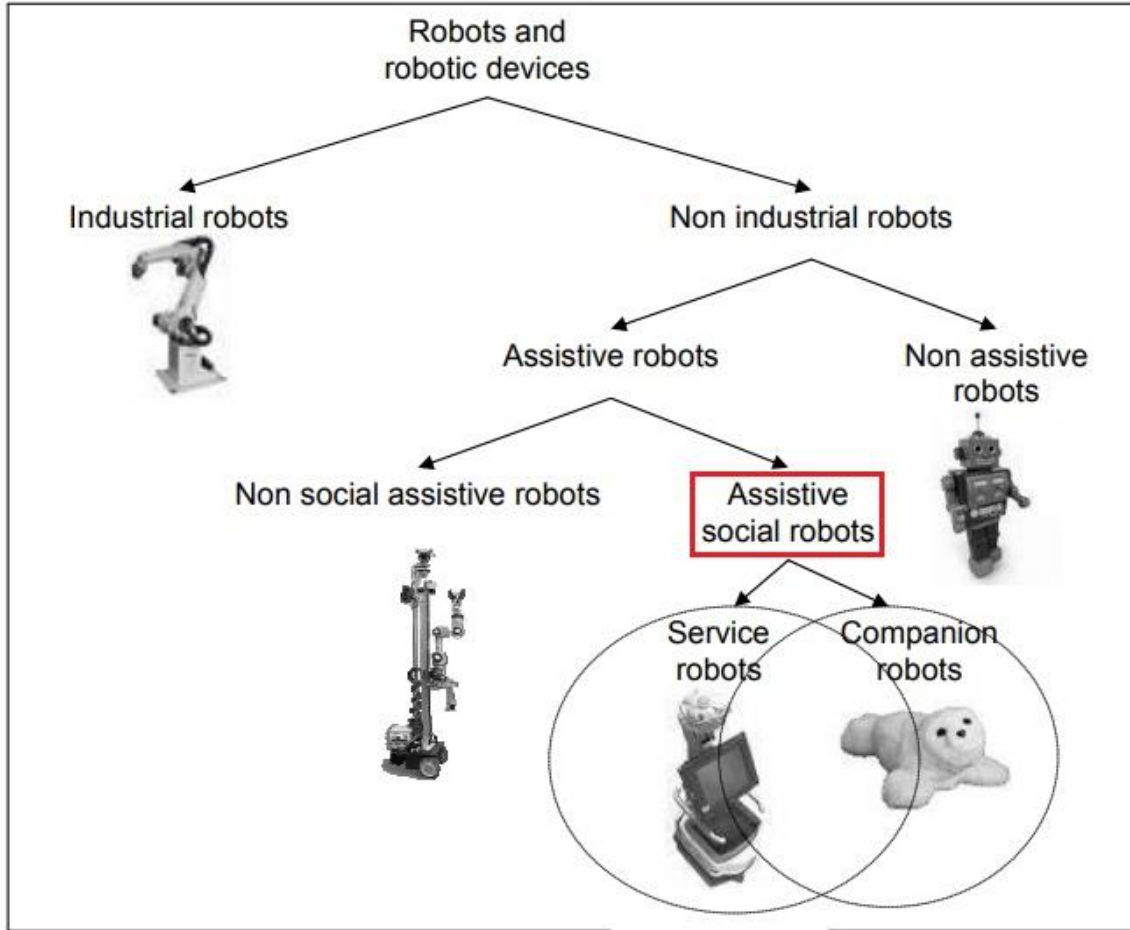 Robots and
robotic devices
Industrial robots
Non industrial robots
Assistive robots
Non assistive
robots
Non social assistive robots
Assistive
social robots
Service
robots
Companion
robots